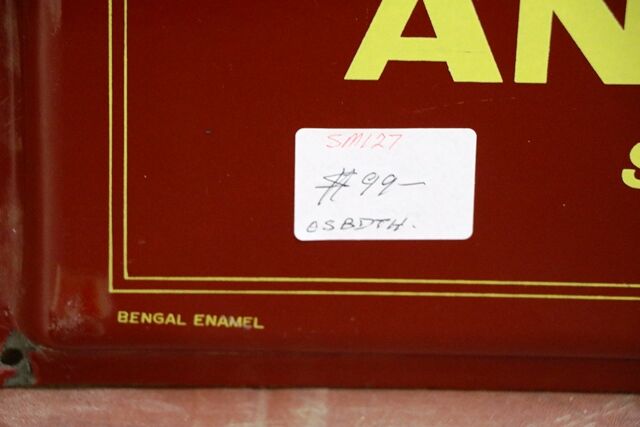 AN
S
SM127
$99-
OSBDTH.
BENGAL ENAMEL